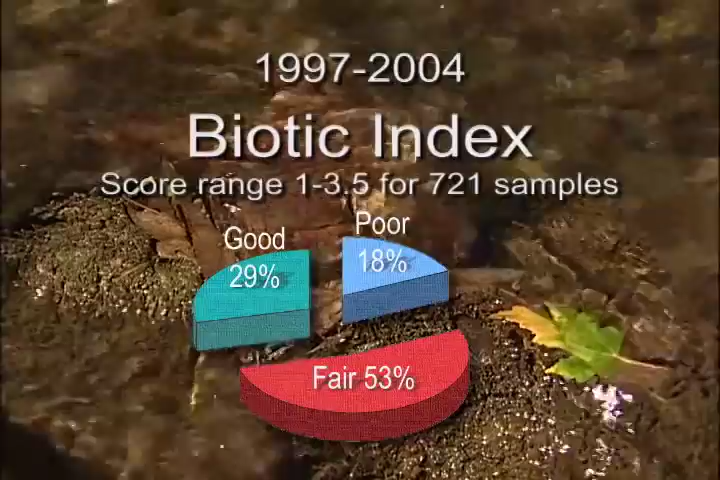 1997-2004
Biotic Index
Score range 1-3.5 for 721 samples
Good
29%
Poor
18%
Fair 53%